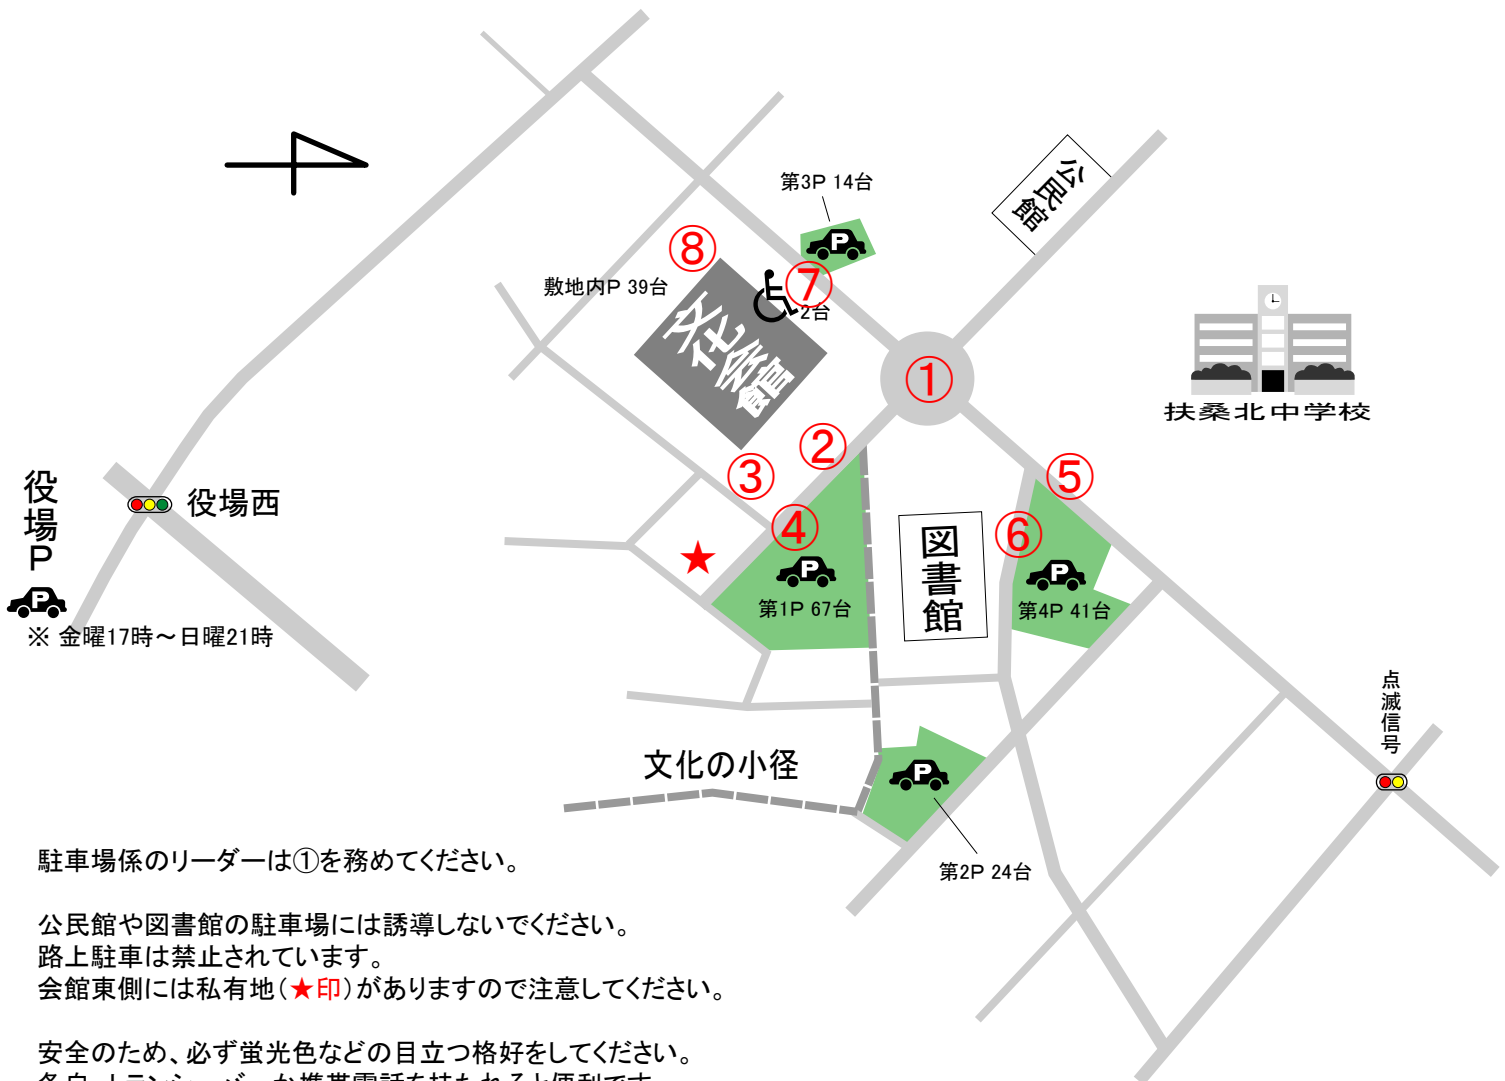 第3P 14台
公民館
⑧
⑦
敷地内P 39台
2台
文化会館
①
扶桑北中学校
②
③
④
⑤
⑥
役場P
役場西
図書館
★
P
P
P
P
P
第1P 67台
第4P 41台
※ 金曜17時～日曜21時
点滅信号
文化の小径
第2P 24台
駐車場係のリーダーは①を務めてください。
公民館や図書館の駐車場には誘導しないでください。
路上駐車は禁止されています。
会館東側には私有地(★印)がありますので注意してください。
安全のため、必ず蛍光色などの目立つ格好をしてください。